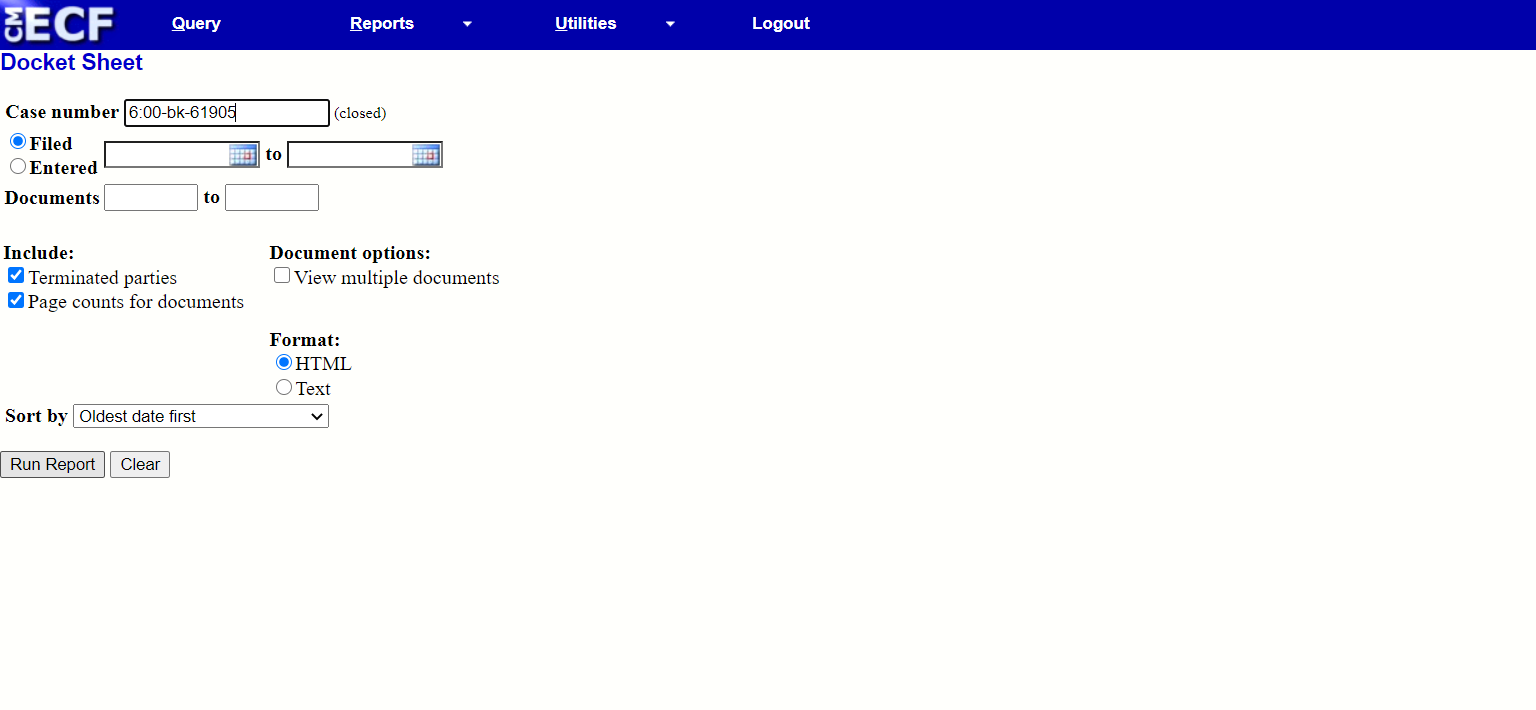 CM ECF Query Reports Utilities Logout
Docket Sheet
Case number 6:00-bk-61905 (closed)
Filed
Entered
to
Documents to
Include: Document options:
Terminated parties View multiple documents
Page counts for documents
Format:
HTML
Text
Sort by Oldest date first
Run Report Clear